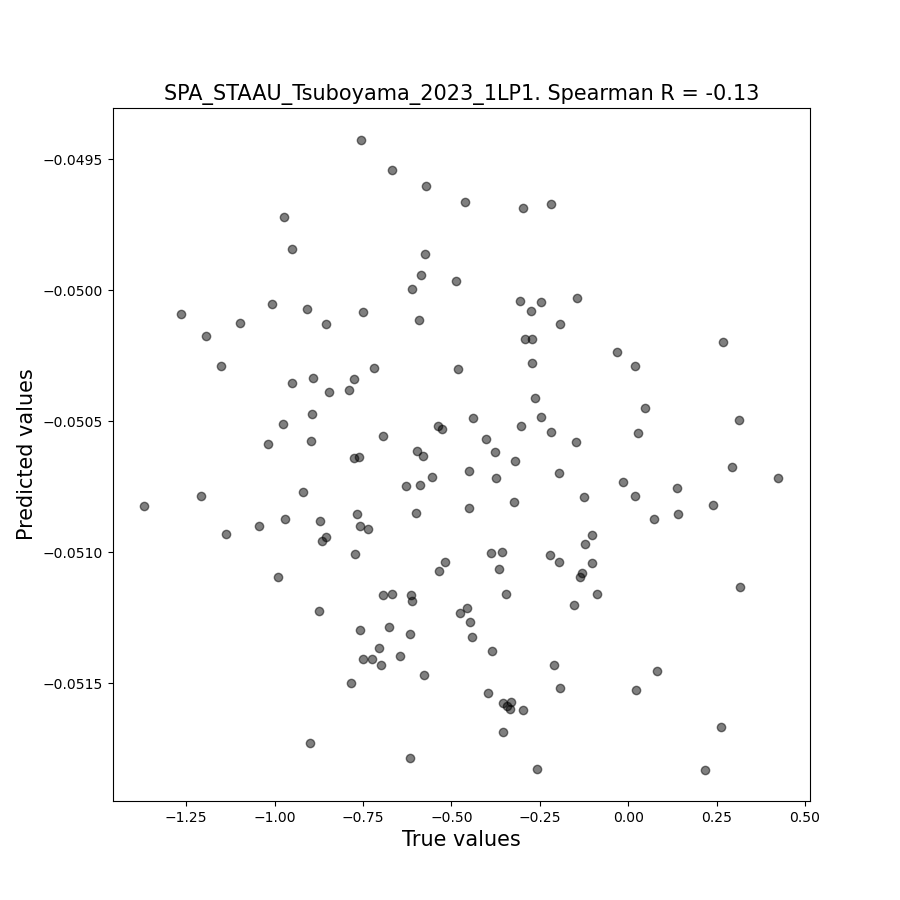 SPA_STAAU_Tsuboyama_2023_1LP1. Spearman R = -0.13
Predicted values
−0.0495
−0.0500
−0.0505
−0.0510
−0.0515
−1.25 −1.00 −0.75 −0.50 −0.25 0.00 0.25 0.50
True values